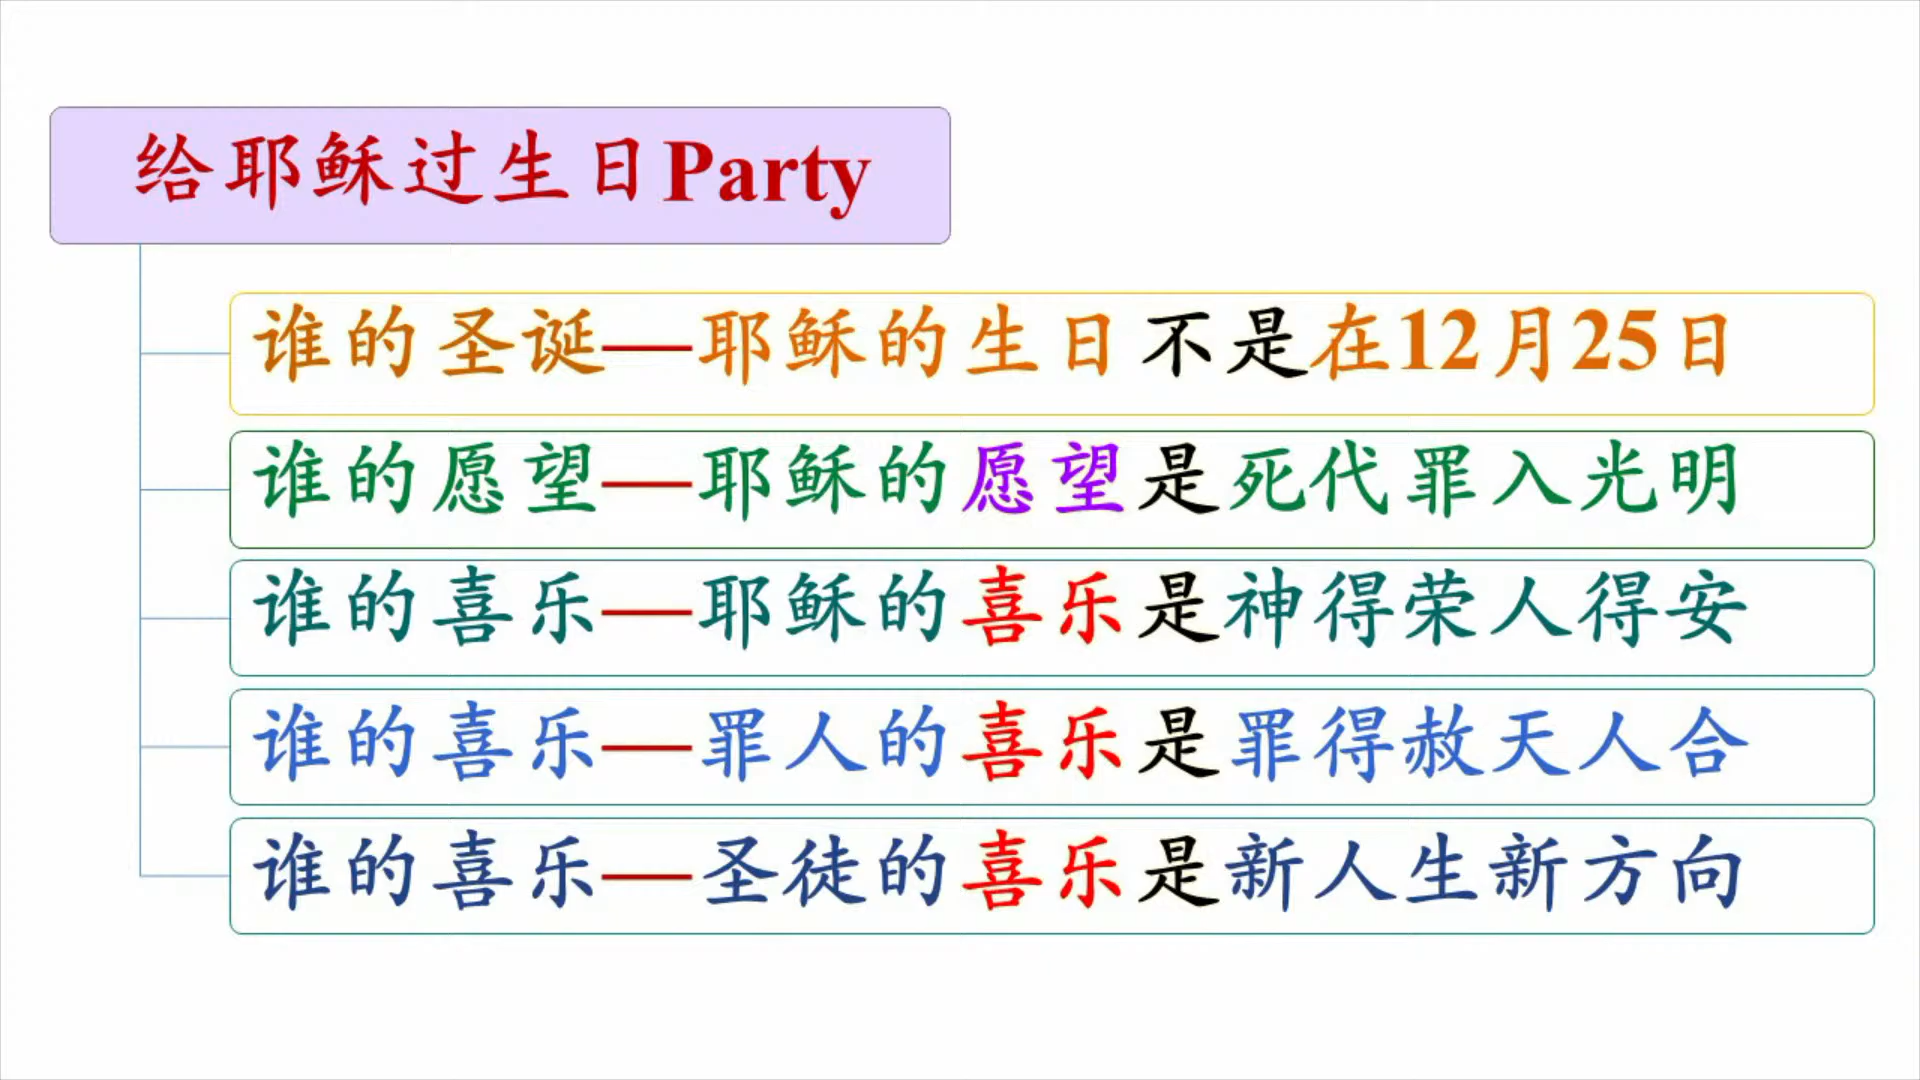 给耶稣过生日Party
谁的圣诞—耶稣的生日不是在12月25日
谁的愿望—耶稣的愿望是死代罪入光明
谁的喜乐—耶稣的喜乐是神得荣人得安
谁的喜乐—罪人的喜乐是罪得赦天人合
谁的喜乐—圣徒的喜乐是新人生新方向